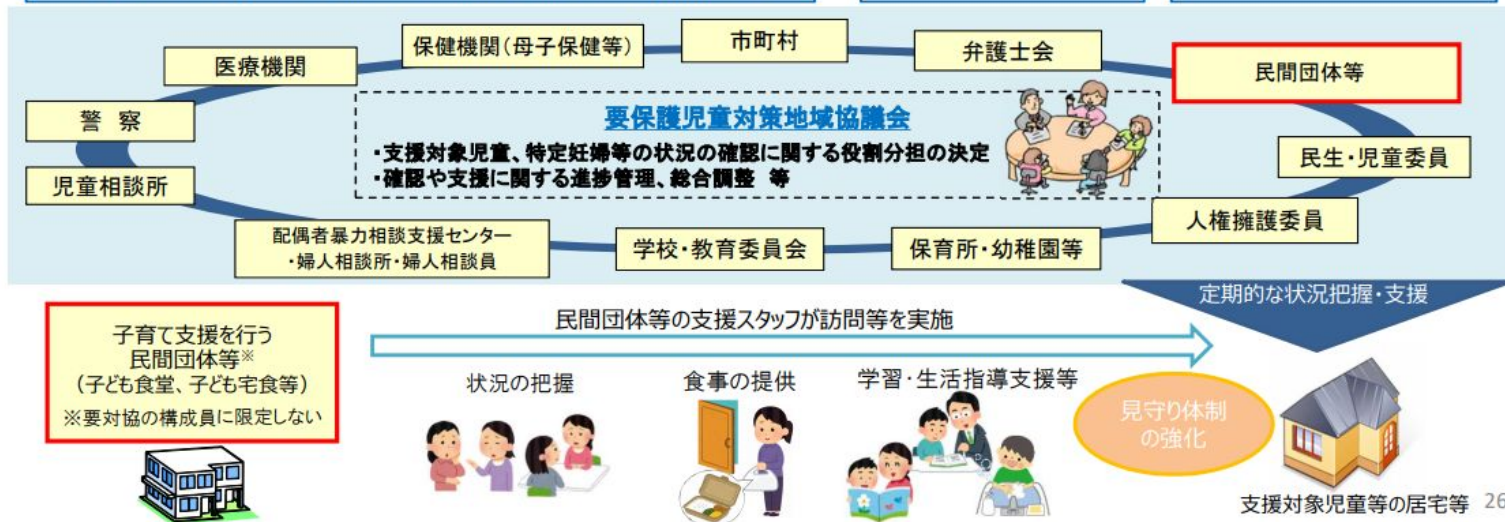 保健機関（母子保健等）
市町村
弁護士会
医療機関
民間団体等
警　察
要保護児童対策地域協議会
・支援対象児童、特定妊婦等の状況の確認に関する役割分担の決定
・確認や支援に関する進捗管理、総合調整　等
民生・児童委員
児童相談所
人権擁護委員
配偶者暴力相談支援センター
・婦人相談所・婦人相談員
学校・教育委員会
保育所・幼稚園等
定期的な状況把握・支援
子育て支援を行う
民間団体等※
（子ども食堂、子ども宅食等）
※要対協の構成員に限定しない
民間団体等の支援スタッフが訪問等を実施
状況の把握
食事の提供
学習・生活指導支援等
見守り体制
の強化
支援対象児童等の居宅等
26